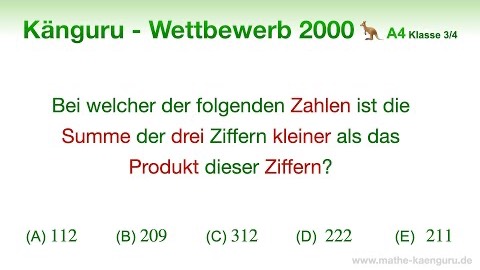 Känguru - Wettbewerb 2000 A4 Klasse 3/4
Bei welcher der folgenden Zahlen ist die
Summe der drei Ziffern kleiner als das
Produkt dieser Ziffern?
(A) 112 (B) 209 (C) 312 (D) 222 (E) 211
www.mathe-kaenguru.de